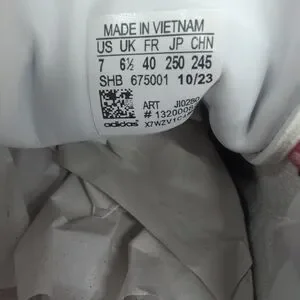 MADE IN VIETNAM
US UK FR JP CHN
7 6½ 40 250 245
SHB 675001 10/23
ART
adidas